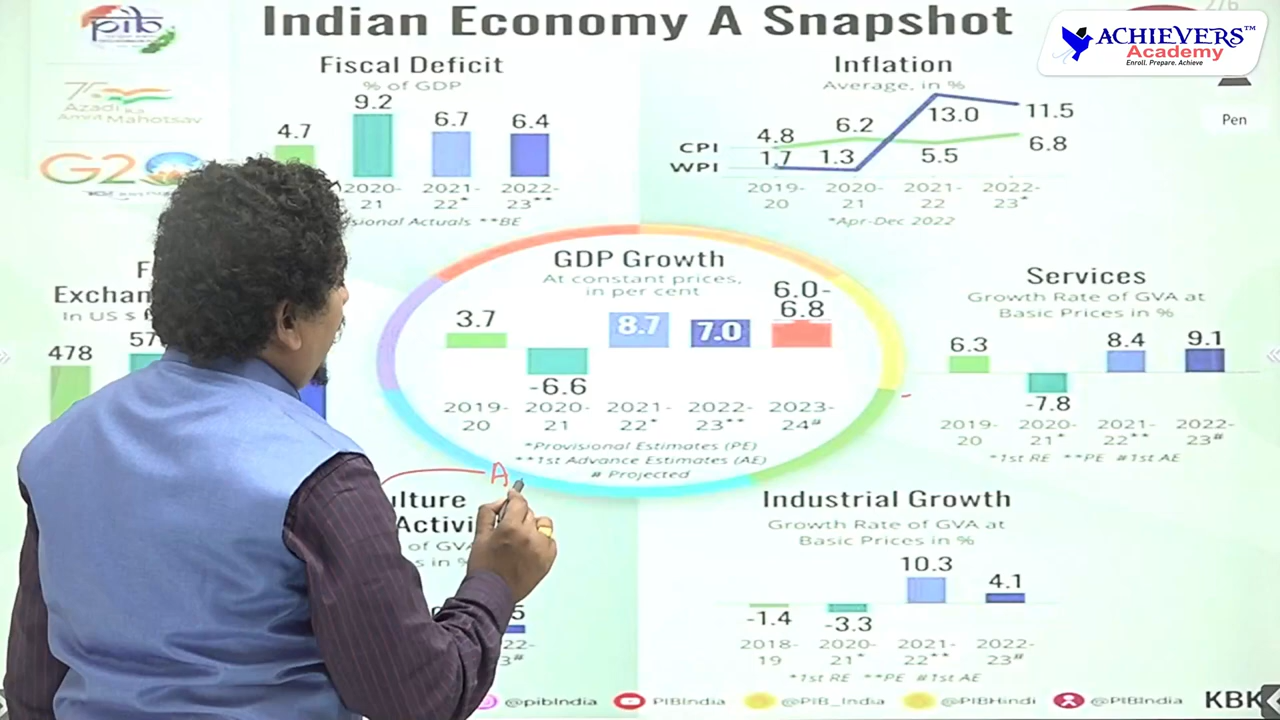 Indian Economy A Snapshot
276
pib
ACHIEVERS™
Academy
Enroll. Prepare. Achieve
Pen
Azadi Ka
Amrit Mahotsav
G20
Fiscal Deficit
% of GDP
4.7
9.2
6.7
6.4
2020-
21
2021-
22*
2022-
23**
Actuals **BE
Inflation
Average, in %
CPI
WPI
4.8
6.2
13.0
11.5
1.7
1.3
5.5
6.8
2019-
20
2020-
21
2021-
22
2022-
23*
*Apr-Dec 2022
In US $
478
GDP Growth
At constant prices,
in per cent
3.7
-6.6
8.7
7.0
6.0-
6.8
2019-
20
2020-
21
2021-
22*
2022-
23**
2023-
24#
*Provisional Estimates (PE)
**1st Advance Estimates (AE)
# Projected
A
Services
Growth Rate of GVA at
Basic Prices in %
6.3
-7.8
8.4
9.1
2019-
20
2020-
21*
2021-
22**
2022-
23#
*1st RE **PE #1st AE
of GVA
in %
Industrial Growth
Growth Rate of GVA at
Basic Prices in %
-1.4
-3.3
10.3
4.1
2018-
19
2020-
21*
2021-
22**
2022-
23#
*1st RE **PE #1st AE
@pibIndia
PIBIndia
@PIB_India
@PIBHindi
@PIBIndia
KBK